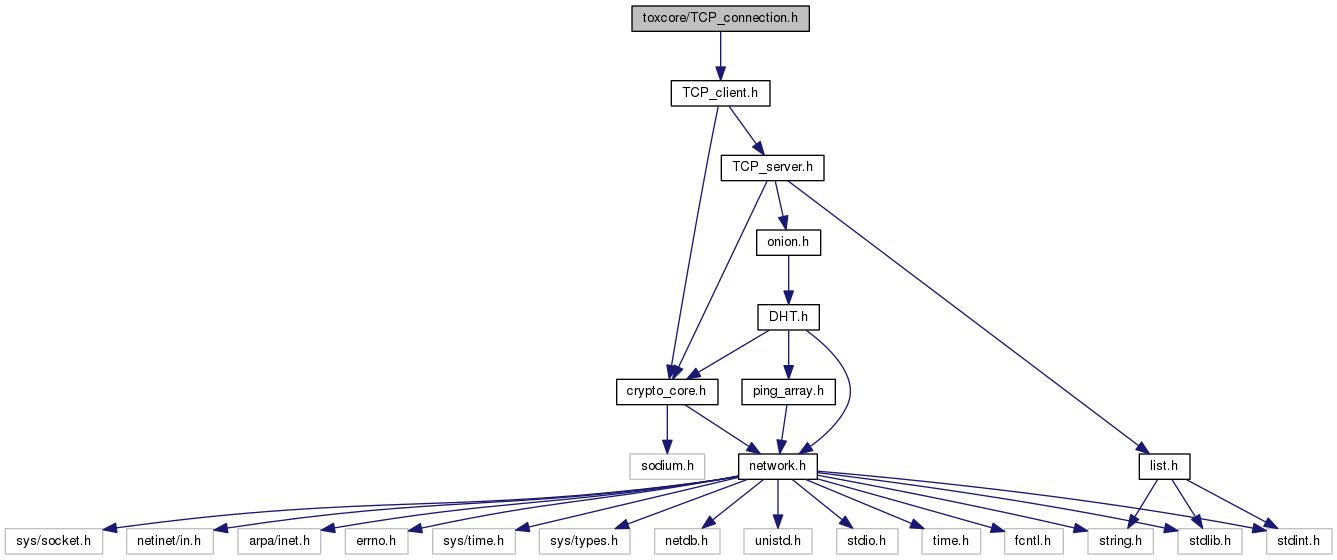 toxcore/TCP_connection.h
TCP_client.h
TCP_server.h
onion.h
DHT.h
crypto_core.h
ping_array.h
sodium.h
network.h
list.h
sys/socket.h
netinet/in.h
arpa/inet.h
errno.h
sys/time.h
sys/types.h
netdb.h
unistd.h
stdio.h
time.h
fcntl.h
string.h
stdlib.h
stdint.h